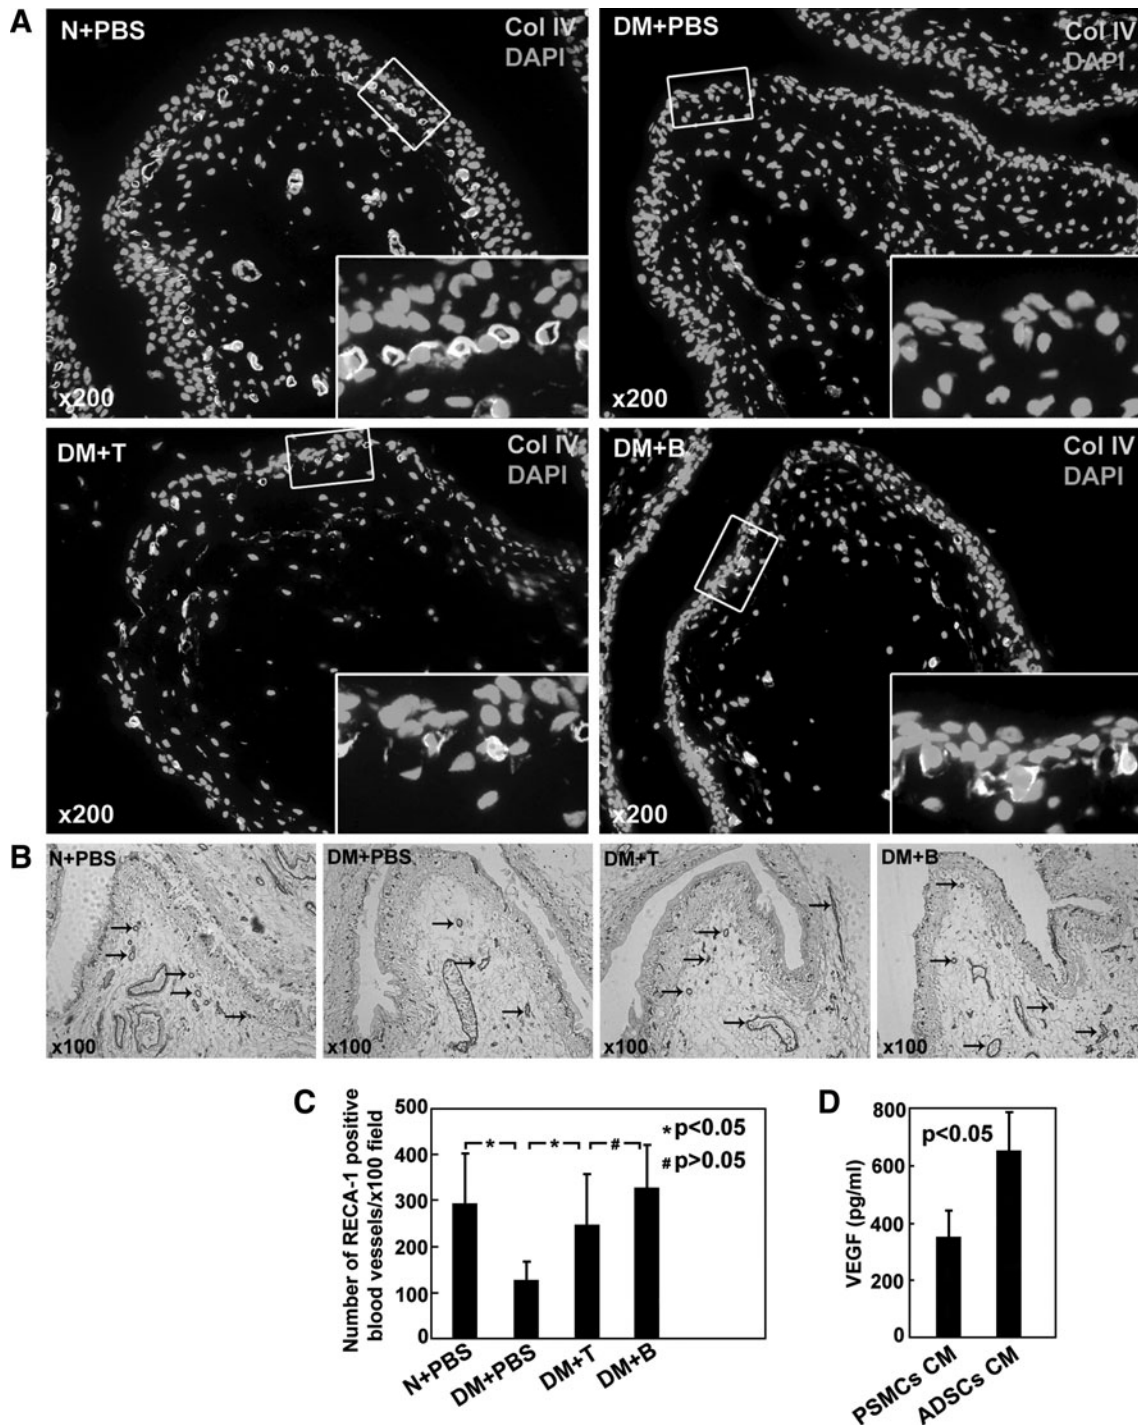 A
N+PBS
Col IV
DAPI
x200
DM+PBS
Col IV
DAPI
x200
DM+T
Col IV
DAPI
x200
DM+B
Col IV
DAPI
x200
B
N+PBS
x100
DM+PBS
x100
DM+T
x100
DM+B
x100
C
Number of RECA-1 positive
blood vessels/x100 field
500
400
300
200
100
0
* * #
* p<0.05
# p>0.05
N+PBS
DM+PBS
DM+T
DM+B
D
VEGF (pg/ml)
800
600
400
200
0
p<0.05
PSMCs CM
ADSCs CM